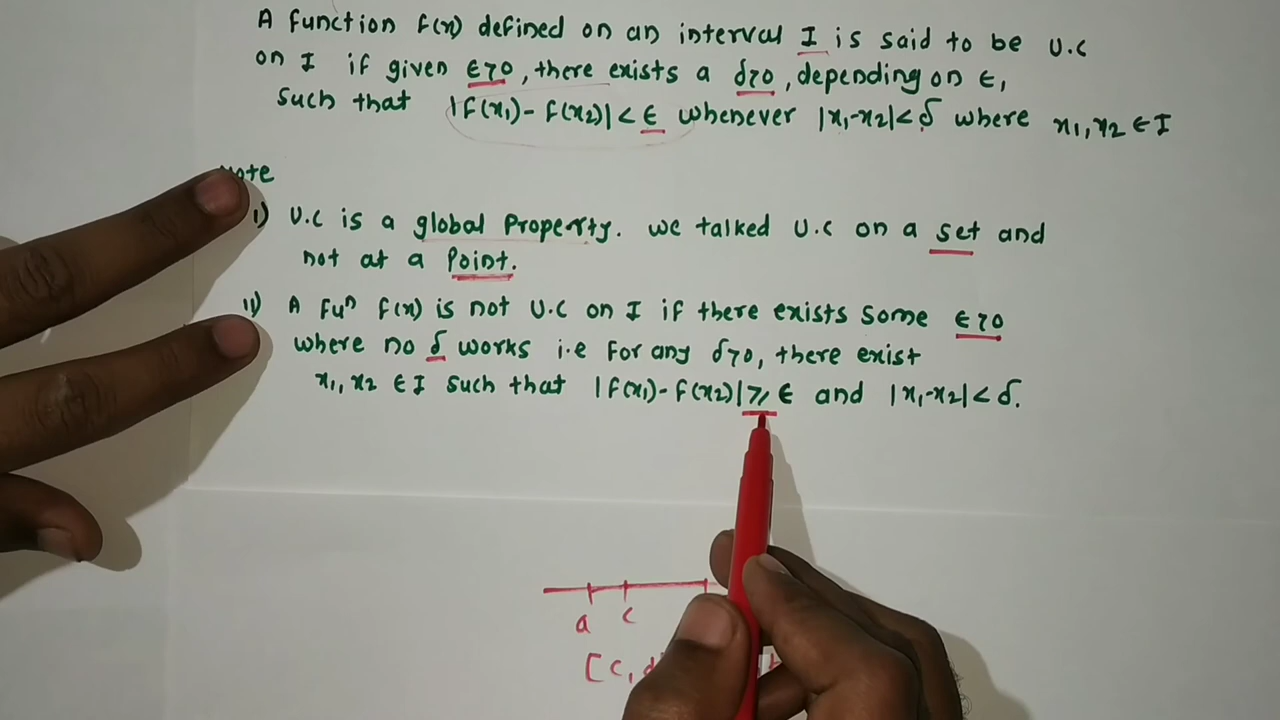 A function f(x) defined on an interval I is said to be U.C
on I if given ϵ>0, there exists a δ>0, depending on ϵ,
such that |f(x₁)-f(x₂)|<ϵ whenever |x₁-x₂|<δ where x₁,x₂ ∈ I
Note
i) U.C is a global Property. we talked U.C on a set and
not at a Point.
ii) A Fuⁿ f(x) is not U.C on I if there exists some ϵ>0
where no δ works i.e For any δ>0, there exist
x₁,x₂ ∈ I such that |f(x₁)-f(x₂)|⩾ϵ and |x₁-x₂|<δ.
a c
[c,d